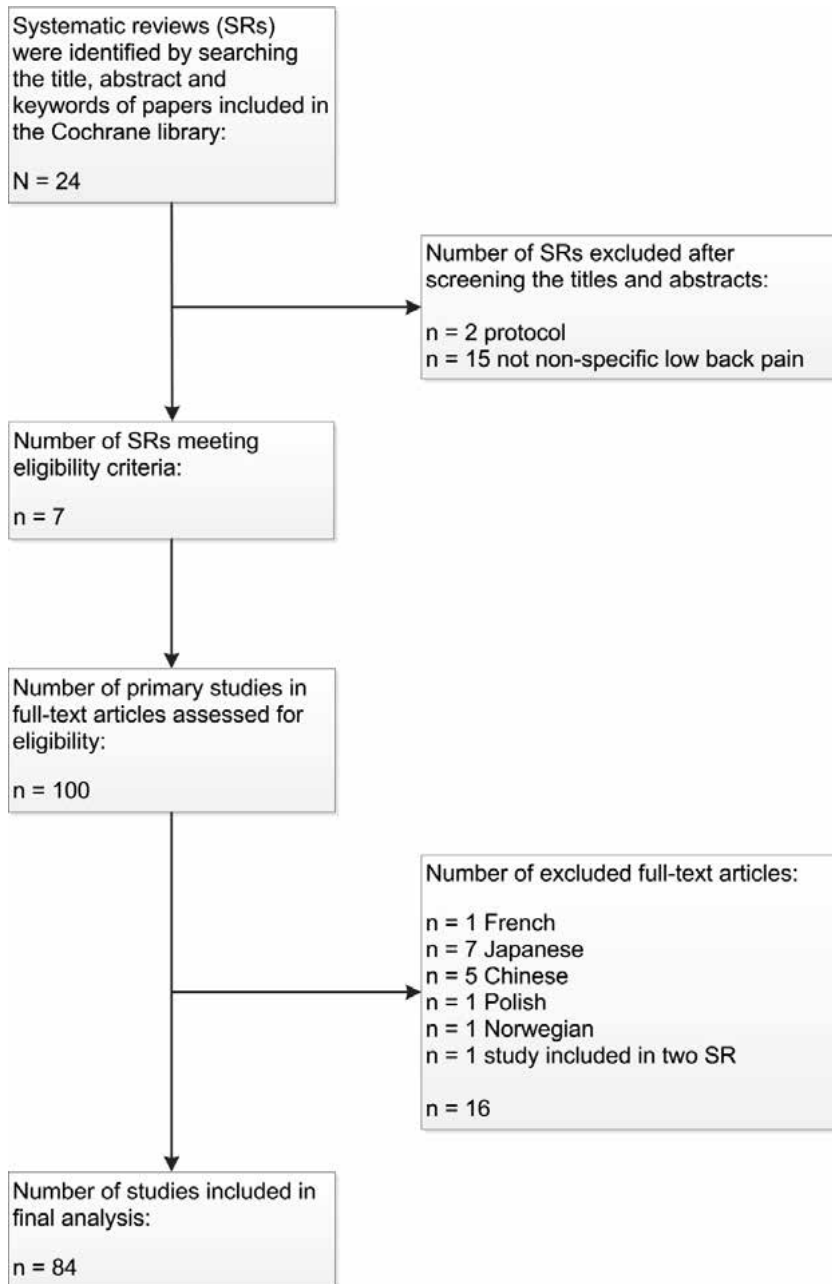 Systematic reviews (SRs)
were identified by searching
the title, abstract and
keywords of papers included in
the Cochrane library:
N = 24
Number of SRs excluded after
screening the titles and abstracts:
n = 2 protocol
n = 15 not non-specific low back pain
Number of SRs meeting
eligibility criteria:
n = 7
Number of primary studies in
full-text articles assessed for
eligibility:
n = 100
Number of excluded full-text articles:
n = 1 French
n = 7 Japanese
n = 5 Chinese
n = 1 Polish
n = 1 Norwegian
n = 1 study included in two SR
n = 16
Number of studies included in
final analysis:
n = 84